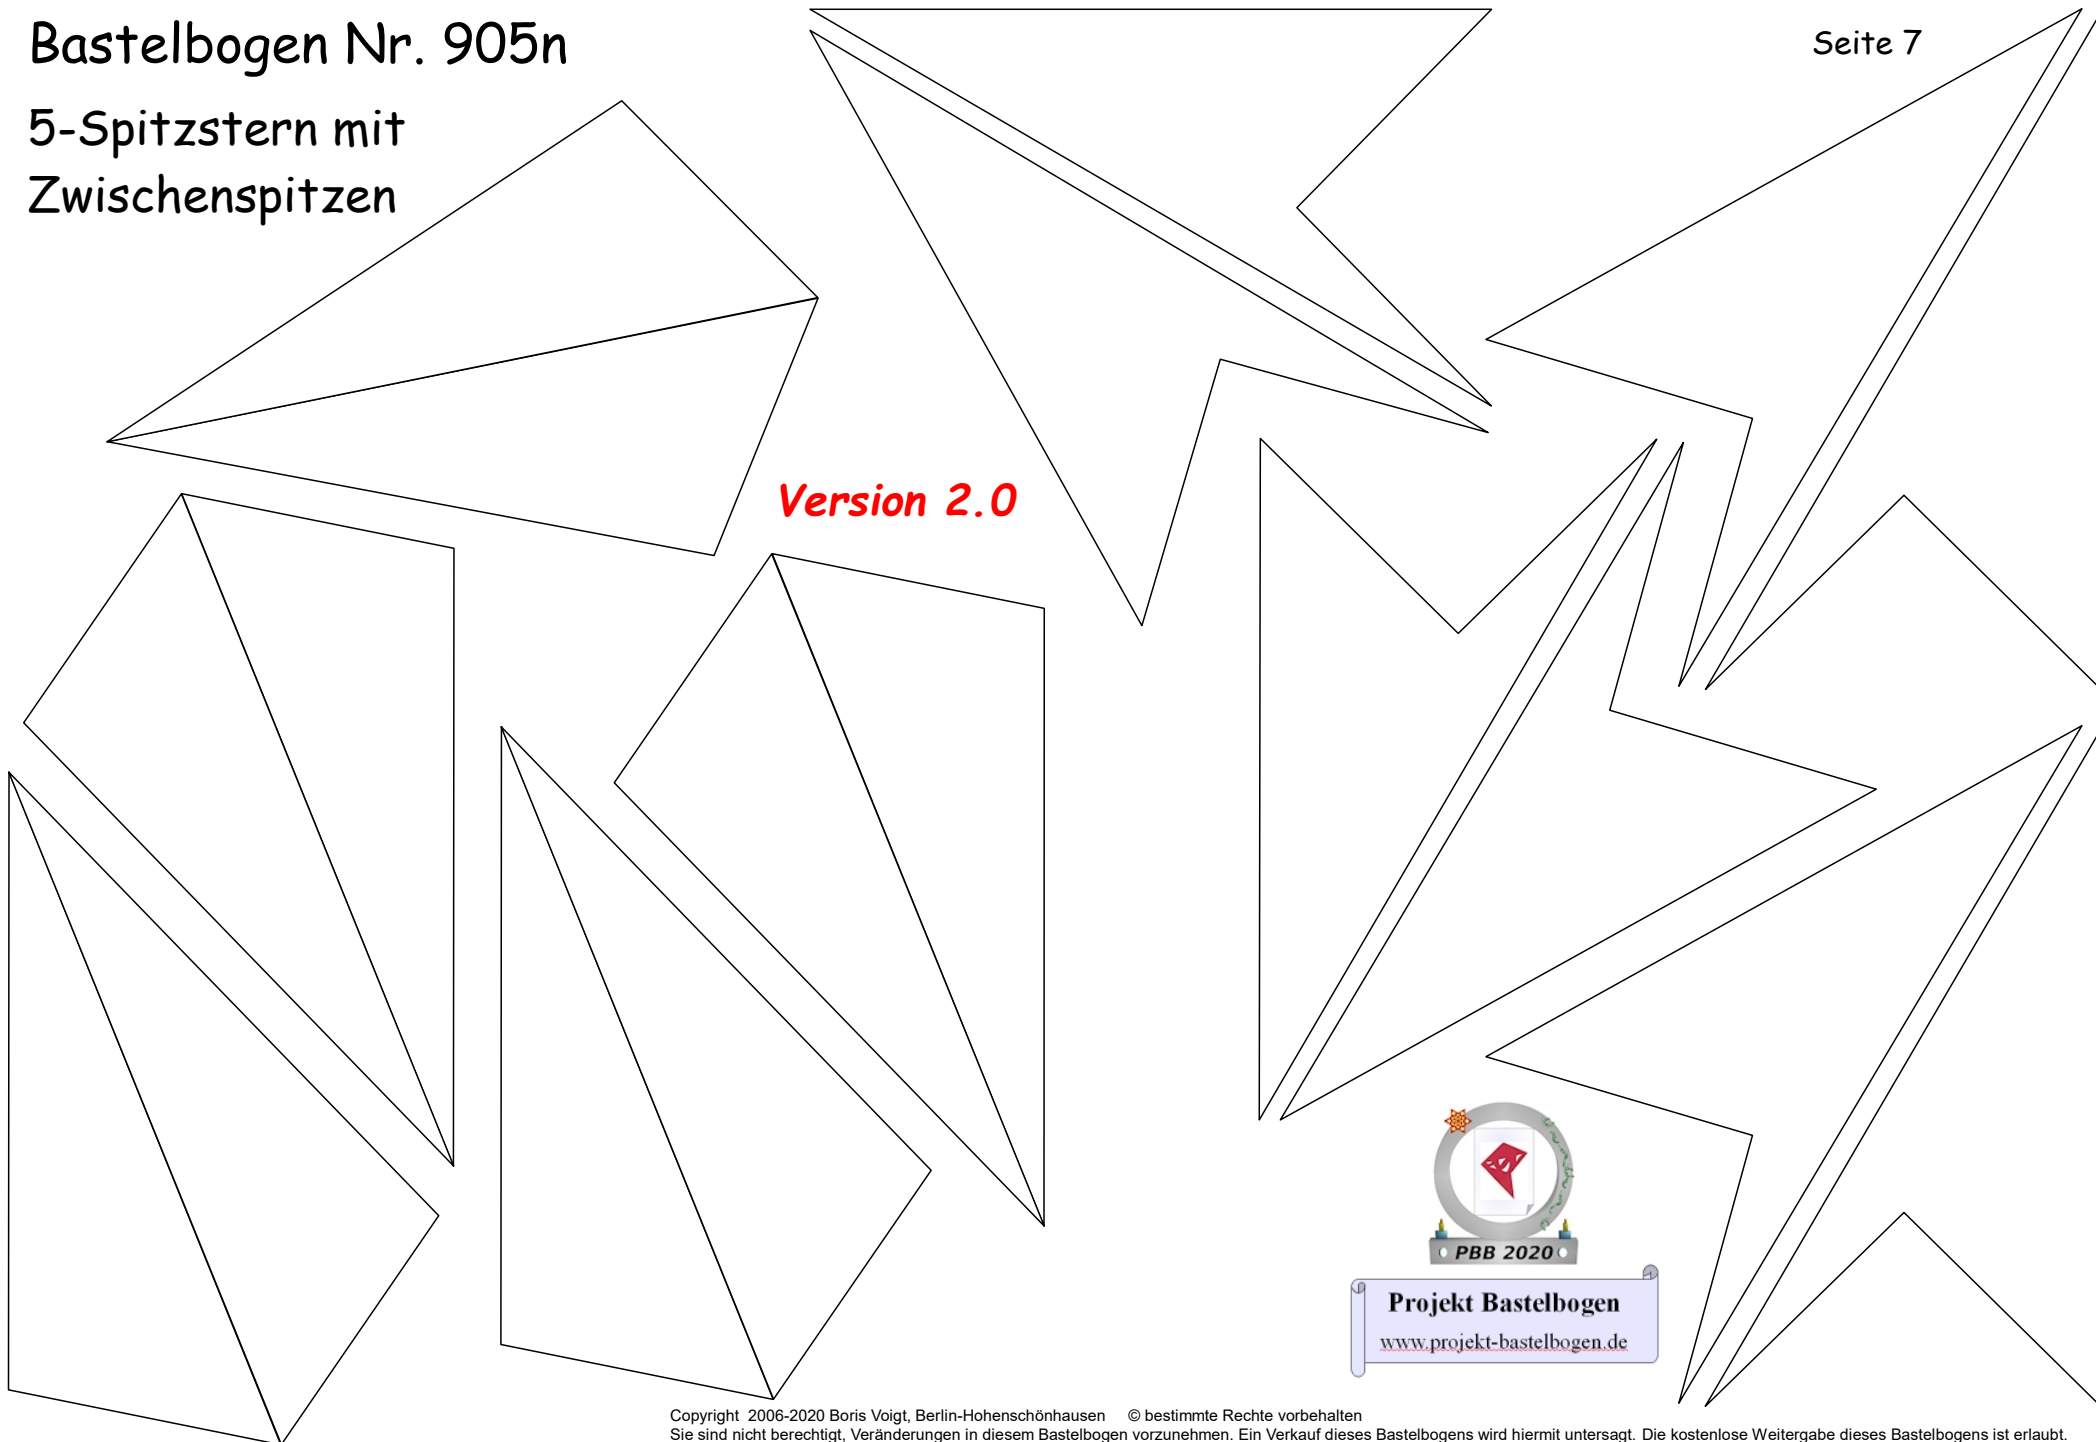 Bastelbogen Nr. 905n
Seite 7
5-Spitzstern mit
Zwischenspitzen
Version 2.0
PBB 2020
Projekt Bastelbogen
www.projekt-bastelbogen.de
Copyright 2006-2020 Boris Voigt, Berlin-Hohenschönhausen © bestimmte Rechte vorbehalten
Sie sind nicht berechtigt, Veränderungen in diesem Bastelbogen vorzunehmen. Ein Verkauf dieses Bastelbogens wird hiermit untersagt. Die kostenlose Weitergabe dieses Bastelbogens ist erlaubt.